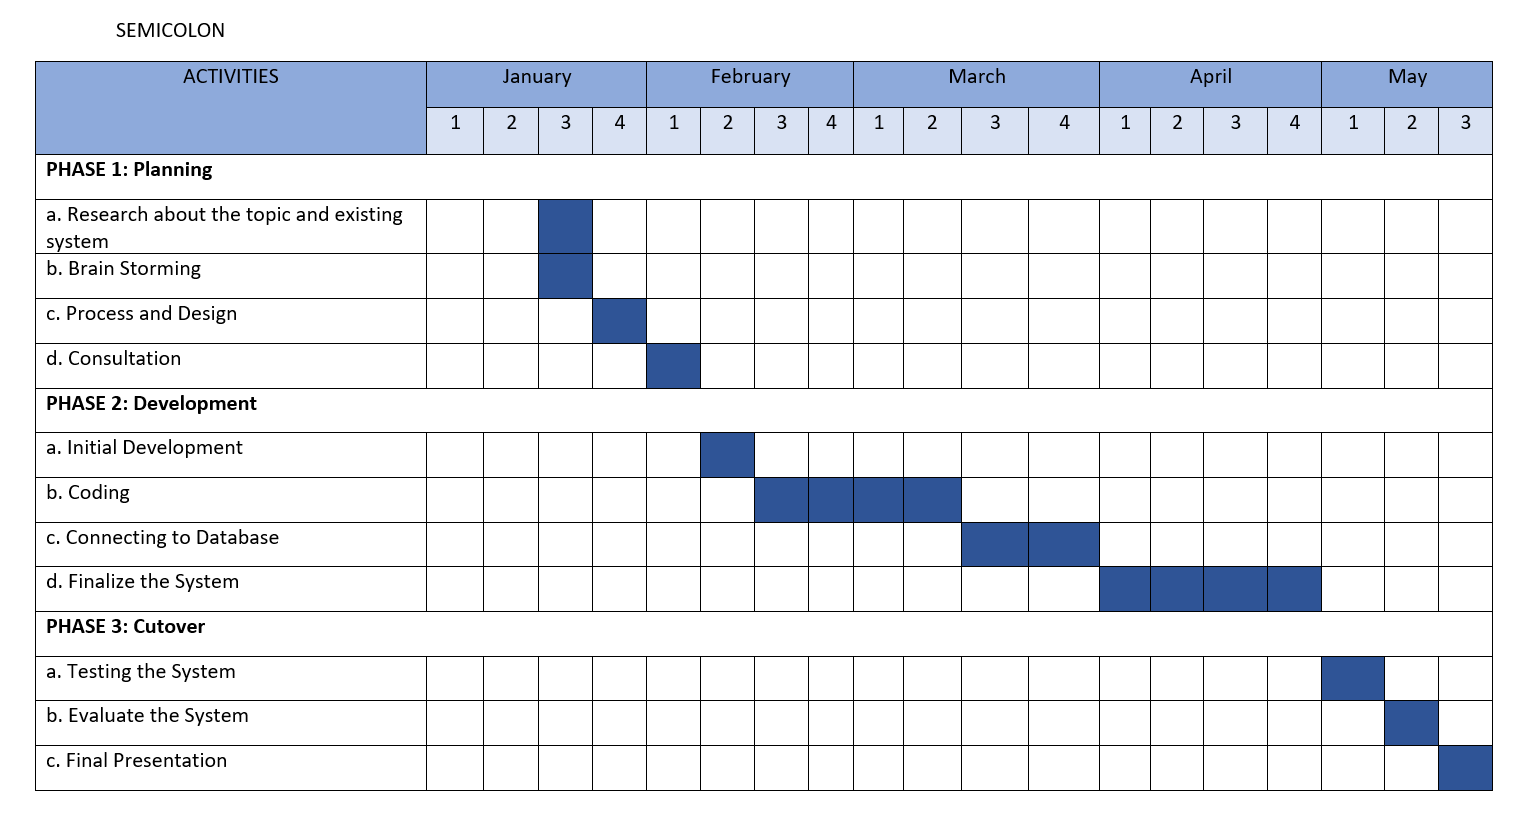 SEMICOLON
ACTIVITIES January February March April May
1 2 3 4 1 2 3 4 1 2 3 4 1 2 3 4 1 2 3
PHASE 1: Planning
a. Research about the topic and existing
system
b. Brain Storming
c. Process and Design
d. Consultation
PHASE 2: Development
a. Initial Development
b. Coding
c. Connecting to Database
d. Finalize the System
PHASE 3: Cutover
a. Testing the System
b. Evaluate the System
c. Final Presentation